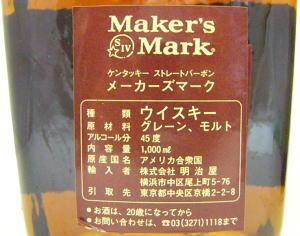 Maker's
SIV Mark®
ケンタッキー ストレートバーボン
メーカーズマーク
種類 ウイスキー
原材料 グレーン、モルト
アルコール分 45度
内容量 1,000ml
原産国 アメリカ合衆国
輸入者 株式会社 明治屋
横浜市中区尾上町5-76
引取先 東京都中央区京橋2-2-8
●お酒は、20歳になってから
●お問い合わせは、☎03(3271)1118まで